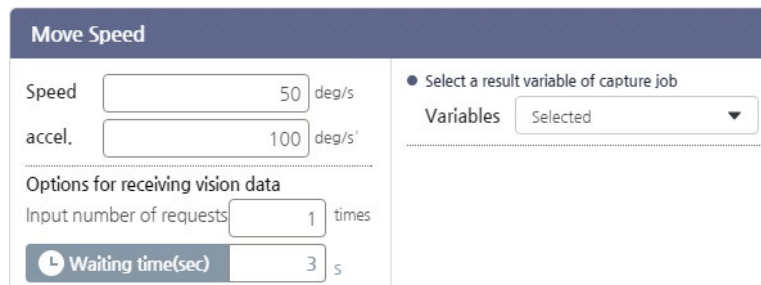 Move Speed
Speed 50 deg/s
accel. 100 deg/s²
Options for receiving vision data
Input number of requests 1 times
Waiting time(sec) 3 s
Select a result variable of capture job
Variables Selected